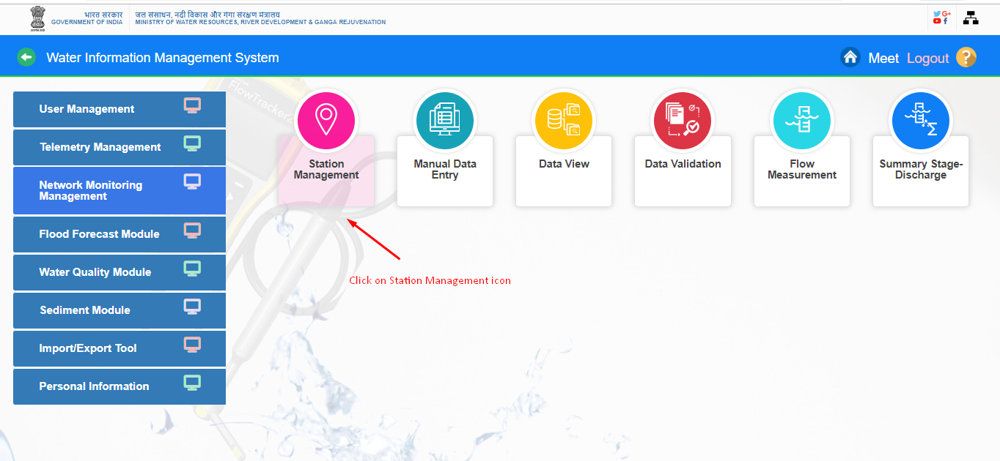 भारत सरकार
GOVERNMENT OF INDIA
जल संसाधन, नदी विकास और गंगा संरक्षण मंत्रालय
MINISTRY OF WATER RESOURCES, RIVER DEVELOPMENT & GANGA REJUVENATION
Water Information Management System
Meet Logout ?
User Management
Telemetry Management
Network Monitoring
Management
Flood Forecast Module
Water Quality Module
Sediment Module
Import/Export Tool
Personal Information
FlowTracker2
Station
Management
Manual Data
Entry
Data View
Data Validation
Flow
Measurement
Summary Stage-
Discharge
Click on Station Management icon